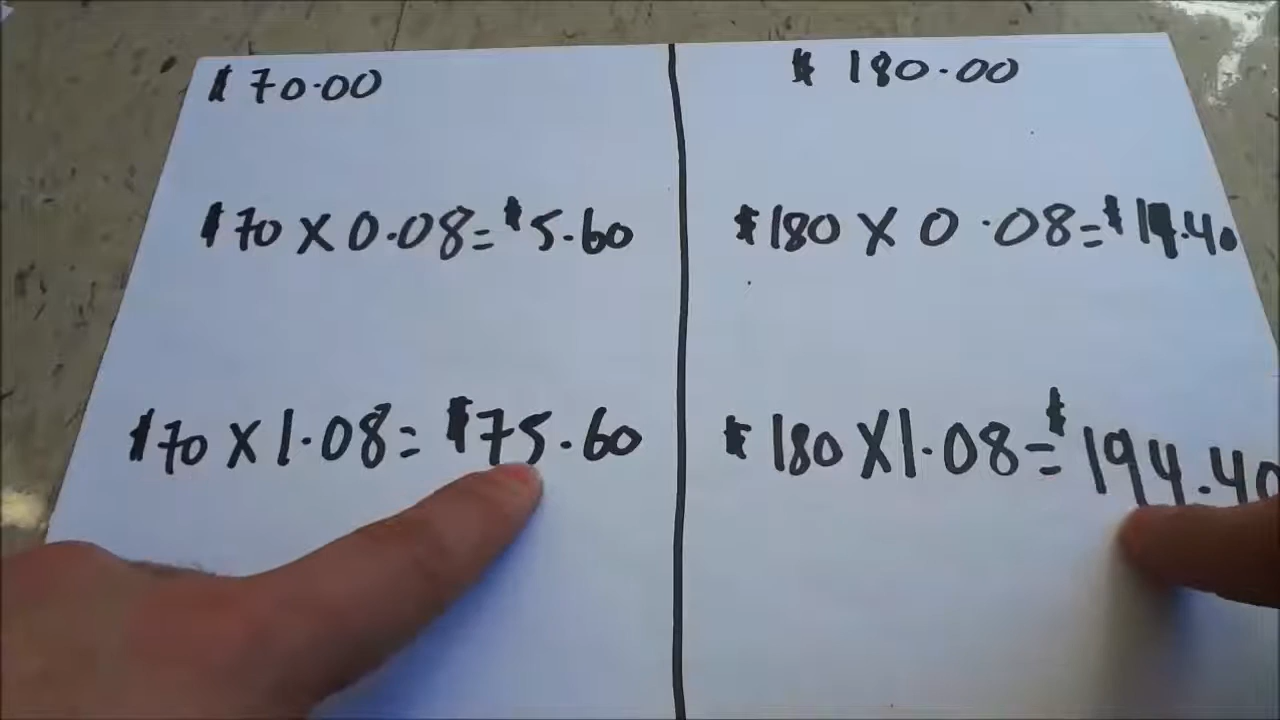 $70.00
$70 X 0.08=$5.60
$70 X 1.08= $75.60
$180.00
$180 X 0.08=$14.40
$180 X 1.08=$194.40